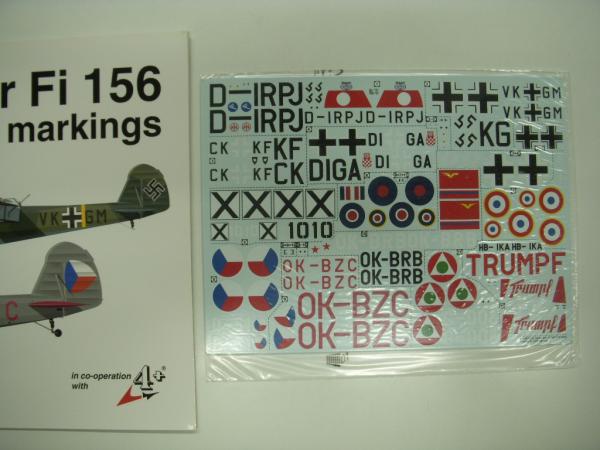 r Fi 156
markings
VK GM
C
in co-operation
with
4+
D-IRPJ
D-IRPJ
D-IRPJ
D-IRPJ
VK GM
VK GM
KG
CK
KF
KF
DI
GA
CK
KF
CK
DIGA
DI
GA
1010
HB-IKA
HB-IKA
OK-BZC
OK-BZC
OK-BRB
OK-BRB
TRUMPF
OK-BZC
OK-BZC
Trumpf
Trumpf